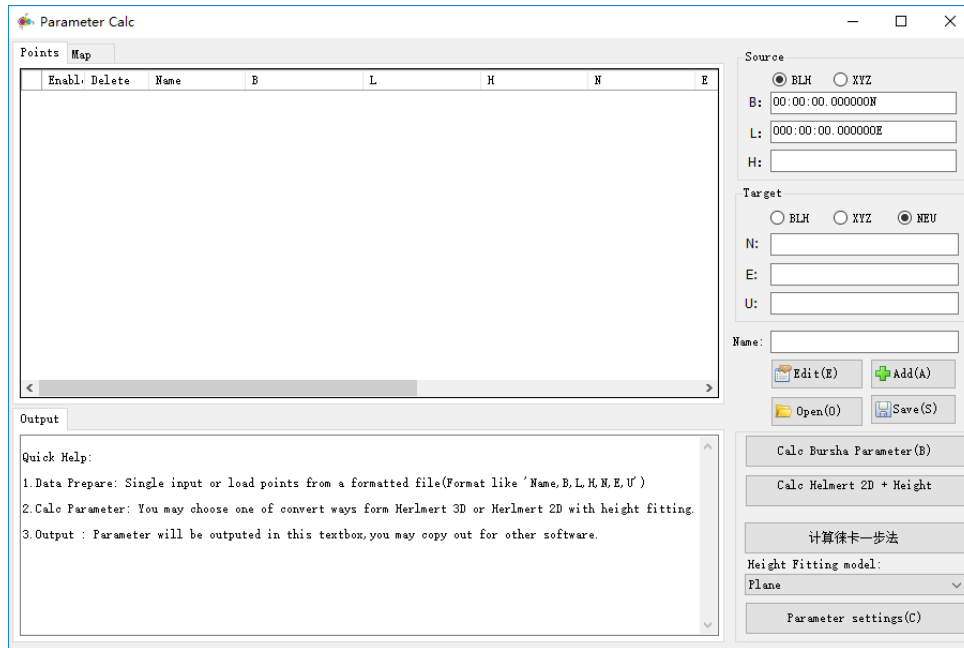 Parameter Calc
Points Map
Enabl Delete Name B L H N E
Source
BLH XYZ
B: 00:00:00.000000N
L: 000:00:00.000000E
H:
Target
BLH XYZ NEU
N:
E:
U:
Name:
Edit(E) Add(A)
Open(O) Save(S)
Output
Quick Help:
1.Data Prepare: Single input or load points from a formatted file(Format like 'Name,B,L,H,N,E,U')
2.Calc Parameter: You may choose one of convert ways form Herlmert 3D or Herlmert 2D with height fitting.
3.Output : Parameter will be outputed in this textbox,you may copy out for other software.
Calc Bursha Parameter(B)
Calc Helmert 2D + Height
计算徕卡一步法
Height Fitting model:
Plane
Parameter settings(C)